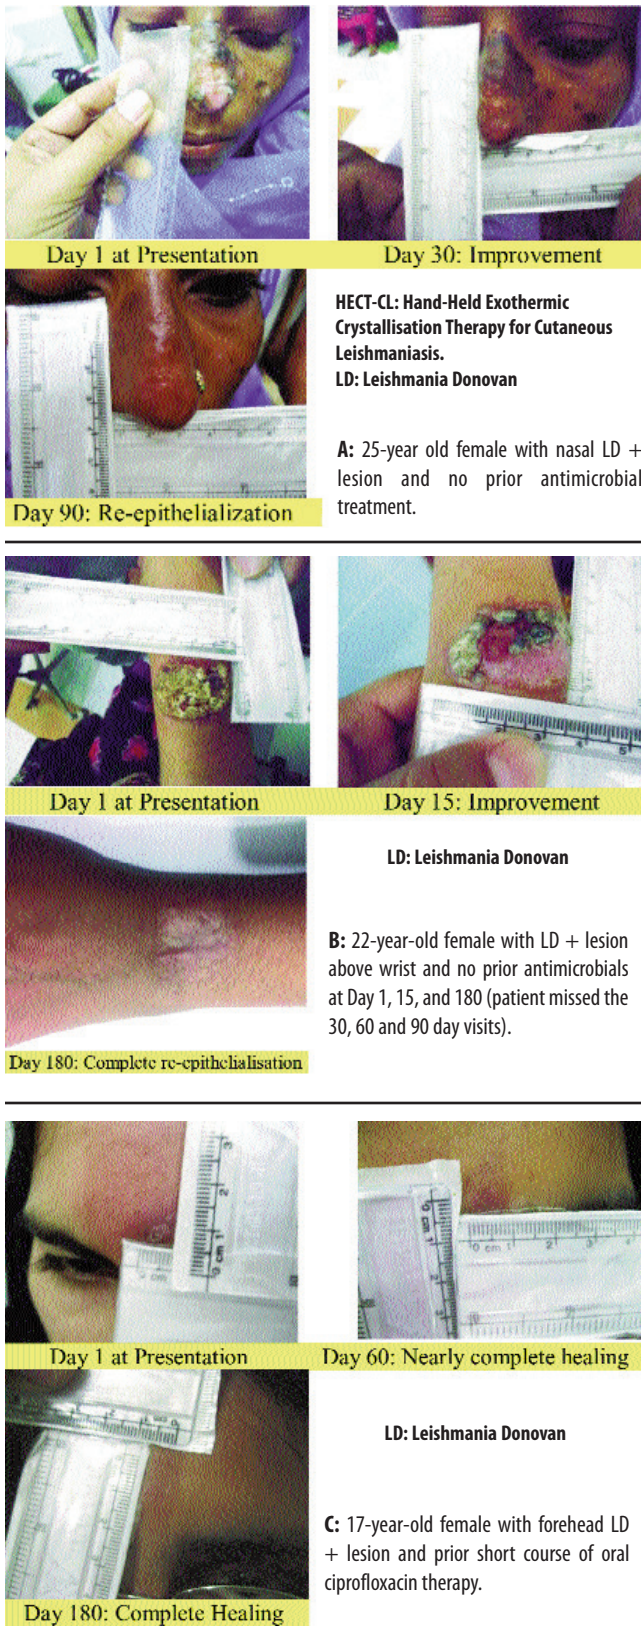 Day 1 at Presentation
Day 30: Improvement
HECT-CL: Hand-Held Exothermic
Crystallisation Therapy for Cutaneous
Leishmaniasis.
LD: Leishmania Donovan
A: 25-year old female with nasal LD +
lesion and no prior antimicrobial
treatment.
Day 90: Re-epithelialization
Day 1 at Presentation
Day 15: Improvement
LD: Leishmania Donovan
B: 22-year-old female with LD + lesion
above wrist and no prior antimicrobials
at Day 1, 15, and 180 (patient missed the
30, 60 and 90 day visits).
Day 180: Complete re-epithelialisation
Day 1 at Presentation
Day 60: Nearly complete healing
LD: Leishmania Donovan
C: 17-year-old female with forehead LD
+ lesion and prior short course of oral
ciprofloxacin therapy.
Day 180: Complete Healing